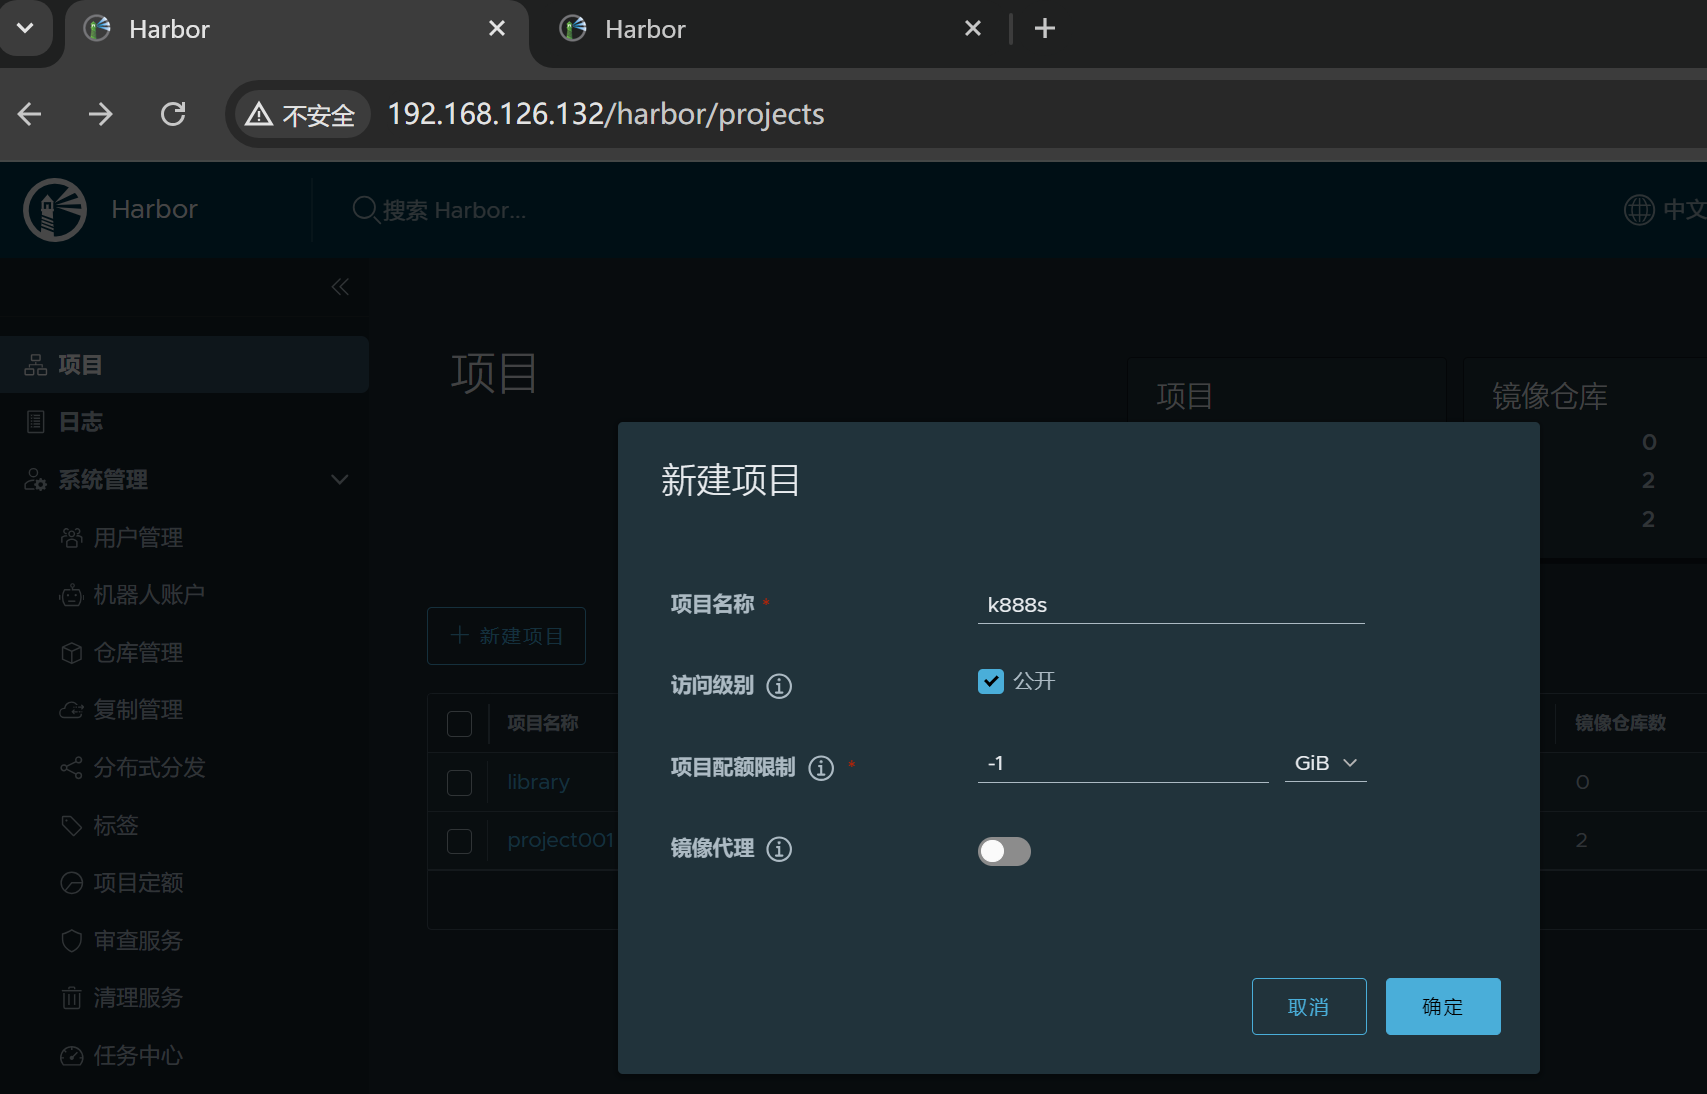 Harbor
Harbor
不安全
192.168.126.132/harbor/projects
Harbor
搜索 Harbor...
中文
项目
日志
系统管理
用户管理
机器人账户
仓库管理
复制管理
分布式分发
标签
项目定额
审查服务
清理服务
任务中心
项目
项目
镜像仓库
0
2
2
新建项目
项目名称
镜像仓库数
library
0
project001
2
新建项目
项目名称 *
k888s
访问级别
公开
项目配额限制 *
-1
GiB
镜像代理
取消
确定